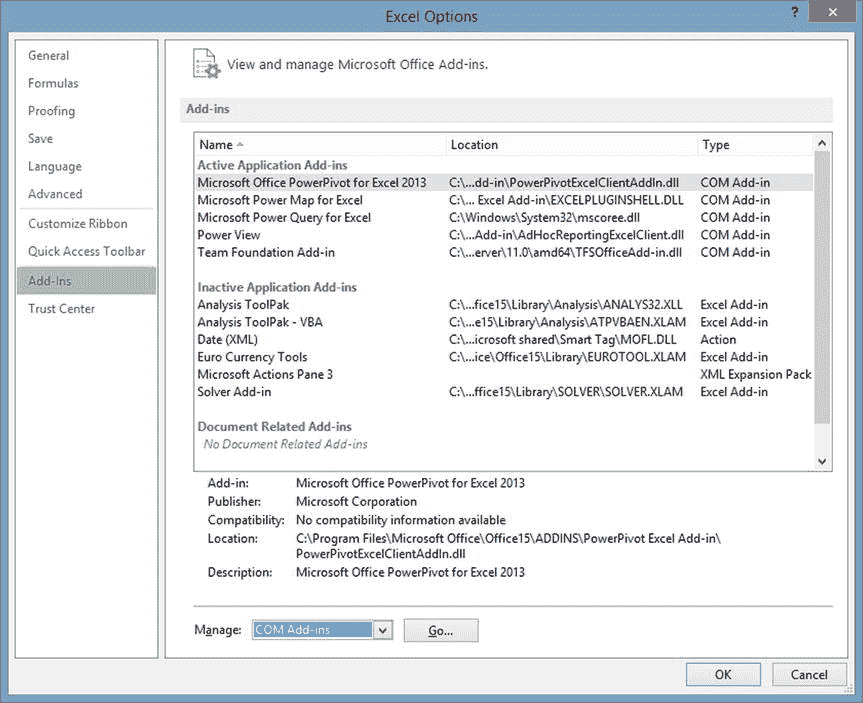 Excel Options
?
General
Formulas
Proofing
Save
Language
Advanced
Customize Ribbon
Quick Access Toolbar
Add-Ins
Trust Center
View and manage Microsoft Office Add-ins.
Add-ins
Name Location Type
Active Application Add-ins
Microsoft Office PowerPivot for Excel 2013 C:\...dd-in\PowerPivotExcelClientAddIn.dll COM Add-in
Microsoft Power Map for Excel C:\... Excel Add-in\EXCELPLUGINSHELL.DLL COM Add-in
Microsoft Power Query for Excel C:\Windows\System32\mscoree.dll COM Add-in
Power View C:\...Add-in\AdHocReportingExcelClient.dll COM Add-in
Team Foundation Add-in C:\...erver\11.0\amd64\TFSOfficeAdd-in.dll COM Add-in
Inactive Application Add-ins
Analysis ToolPak C:\...fice15\Library\Analysis\ANALYS32.XLL Excel Add-in
Analysis ToolPak - VBA C:\...e15\Library\Analysis\ATPVBAEN.XLAM Excel Add-in
Date (XML) C:\...icrosoft shared\Smart Tag\MOFL.DLL Action
Euro Currency Tools C:\...ice\Office15\Library\EUROTOOL.XLAM Excel Add-in
Microsoft Actions Pane 3 XML Expansion Pack
Solver Add-in C:\...ffice15\Library\SOLVER\SOLVER.XLAM Excel Add-in
Document Related Add-ins
No Document Related Add-ins
Add-in: Microsoft Office PowerPivot for Excel 2013
Publisher: Microsoft Corporation
Compatibility: No compatibility information available
Location: C:\Program Files\Microsoft Office\Office15\ADDINS\PowerPivot Excel Add-in\
PowerPivotExcelClientAddIn.dll
Description: Microsoft Office PowerPivot for Excel 2013
Manage: COM Add-ins Go...
OK Cancel